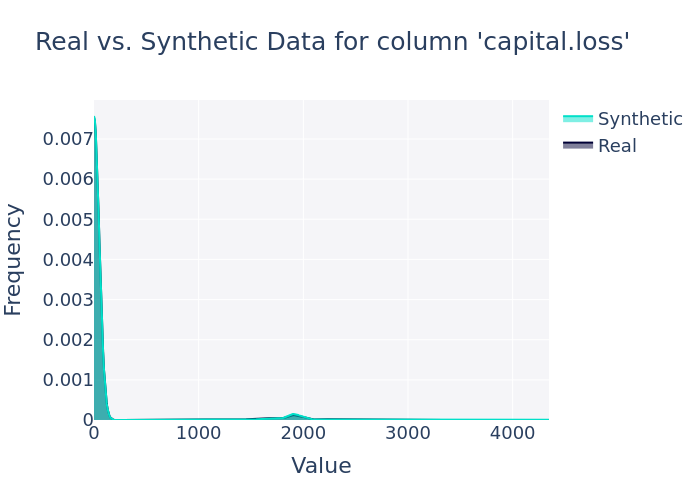 Real vs. Synthetic Data for column 'capital.loss'
Synthetic
Real
Frequency
0.007
0.006
0.005
0.004
0.003
0.002
0.001
0
0 1000 2000 3000 4000
Value